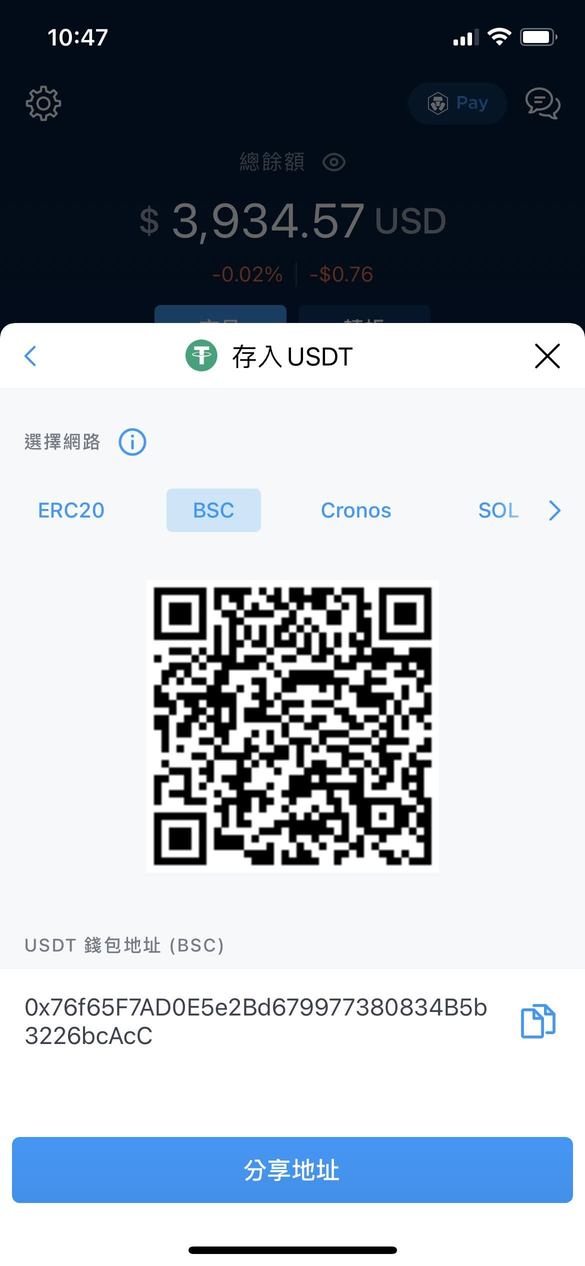 10:47
Pay
總餘額
$ 3,934.57 USD
-0.02% -$0.76
存入 USDT
選擇網路
ERC20 BSC Cronos SOL
USDT 錢包地址 (BSC)
0x76f65F7AD0E5e2Bd679977380834B5b
3226bcAcC
分享地址